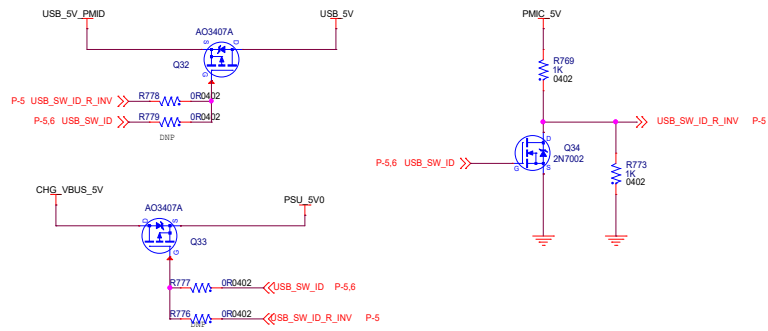 USB_5V_PMID
USB_5V
AO3407A
S
D
Q32
G
P-5 USB_SW_ID_R_INV
R778
0R0402
P-5,6 USB_SW_ID
R779
0R0402
DNP
PMIC_5V
R769
1K
0402
USB_SW_ID_R_INV P-5
D
Q34
2N7002
P-5,6 USB_SW_ID
G
S
R773
1K
0402
CHG_VBUS_5V
PSU_5V0
AO3407A
D
S
Q33
G
R777
0R0402
USB_SW_ID P-5,6
R776
0R0402
USB_SW_ID_R_INV P-5
DNP